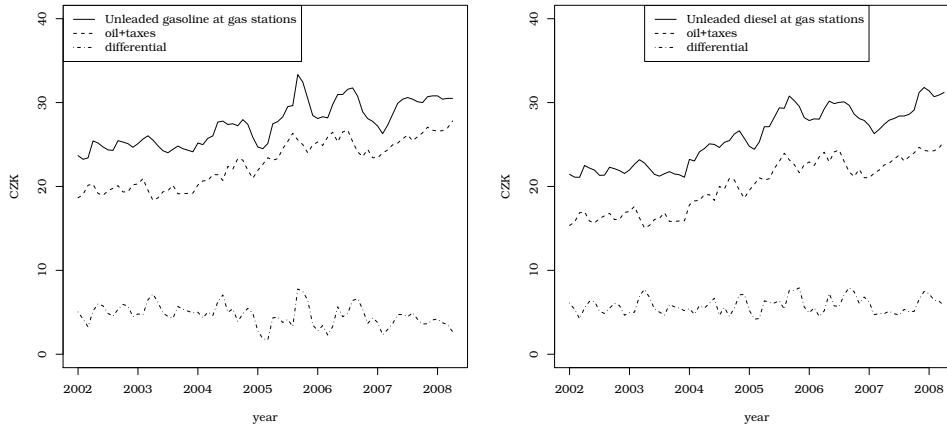 Unleaded gasoline at gas stations
oil+taxes
differential
CZK
40
30
20
10
0
2002 2003 2004 2005 2006 2007 2008
year
Unleaded diesel at gas stations
oil+taxes
differential
CZK
40
30
20
10
0
2002 2003 2004 2005 2006 2007 2008
year